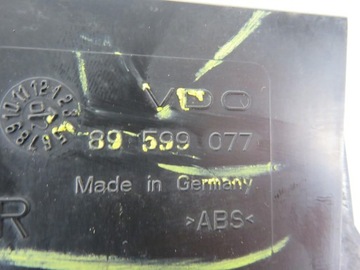 VDO
89 599 077
Made in Germany
R
>ABS<